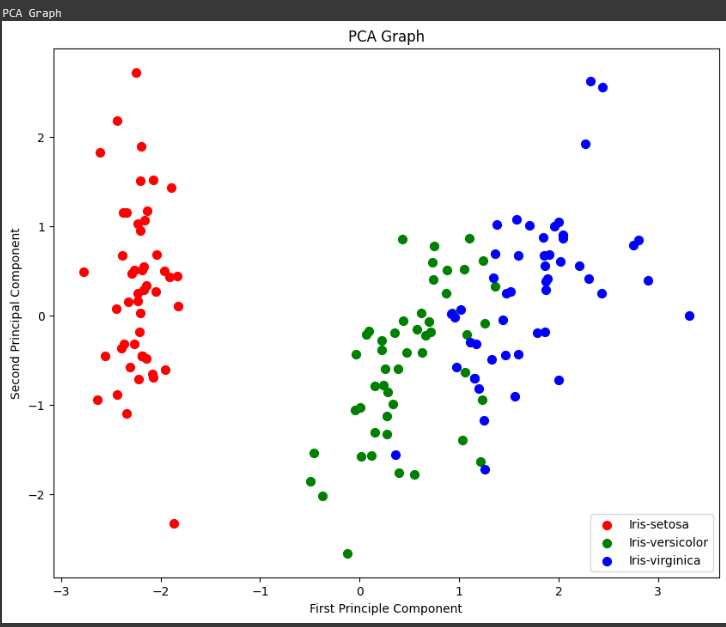 PCA Graph
PCA Graph
Second Principal Component
2
1
0
−1
−2
−3
−2
−1
0
1
2
3
First Principle Component
Iris-setosa
Iris-versicolor
Iris-virginica